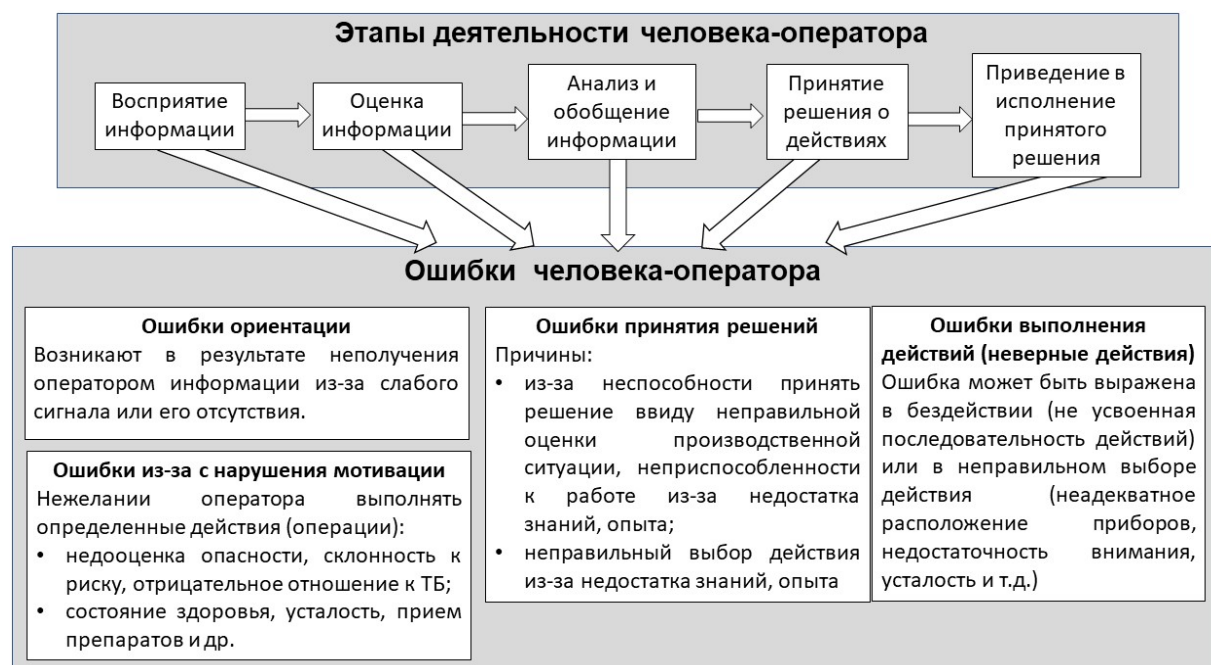 Этапы деятельности человека-оператора
Восприятие
информации
Оценка
информации
Анализ и
обобщение
информации
Принятие
решения о
действиях
Приведение в
исполнение
принятого
решения
Ошибки человека-оператора
Ошибки ориентации
Возникают в результате неполучения
оператором информации из-за слабого
сигнала или его отсутствия.
Ошибки из-за с нарушения мотивации
Нежелании оператора выполнять
определенные действия (операции):
• недооценка опасности, склонность к
риску, отрицательное отношение к ТБ;
• состояние здоровья, усталость, прием
препаратов и др.
Ошибки принятия решений
Причины:
• из-за неспособности принять
решение ввиду неправильной
оценки производственной
ситуации, неприспособленности
к работе из-за недостатка
знаний, опыта;
• неправильный выбор действия
из-за недостатка знаний, опыта
Ошибки выполнения
действий (неверные действия)
Ошибка может быть выражена
в бездействии (не усвоенная
последовательность действий)
или в неправильном выборе
действия (неадекватное
расположение приборов,
недостаточность внимания,
усталость и т.д.)